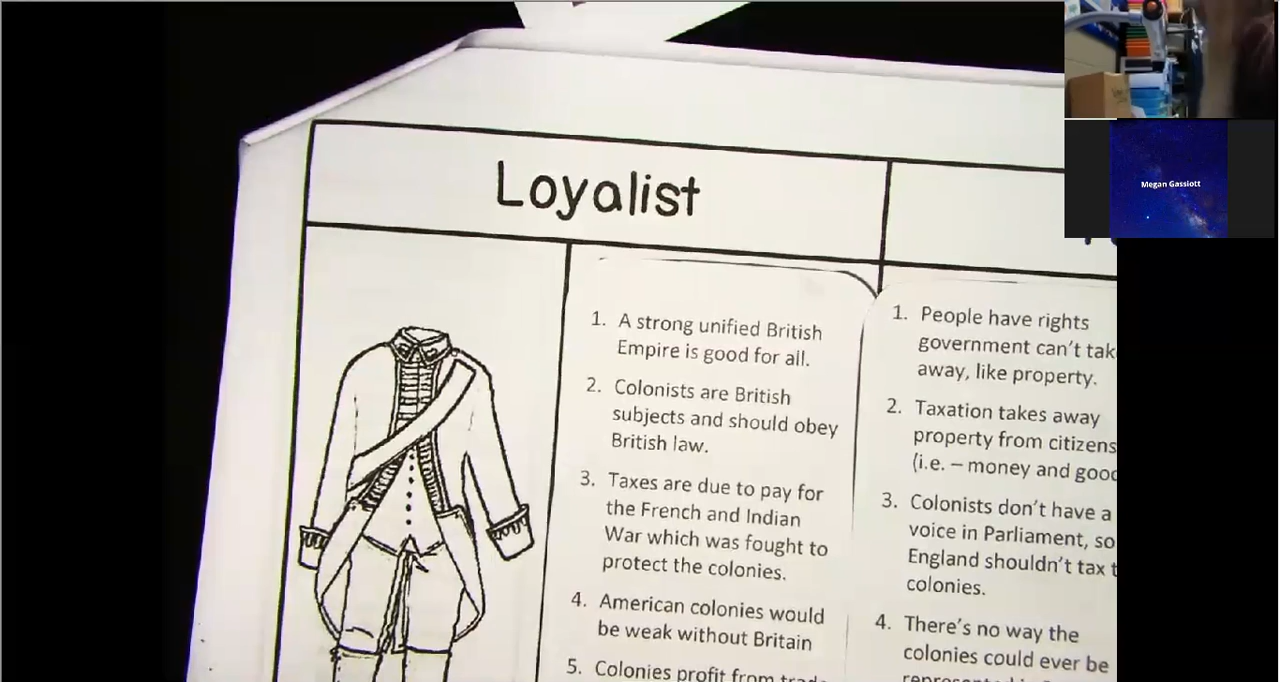 Loyalist
1. A strong unified British
Empire is good for all.
2. Colonists are British
subjects and should obey
British law.
3. Taxes are due to pay for
the French and Indian
War which was fought to
protect the colonies.
4. American colonies would
be weak without Britain
5. Colonies profit from
1. People have rights
government can't
away, like property.
2. Taxation takes away
property from citizens
(i.e. – money and
3. Colonists don't have a
voice in Parliament, so
England shouldn't tax
colonies.
4. There's no way the
colonies could ever be
Megan Gassiott